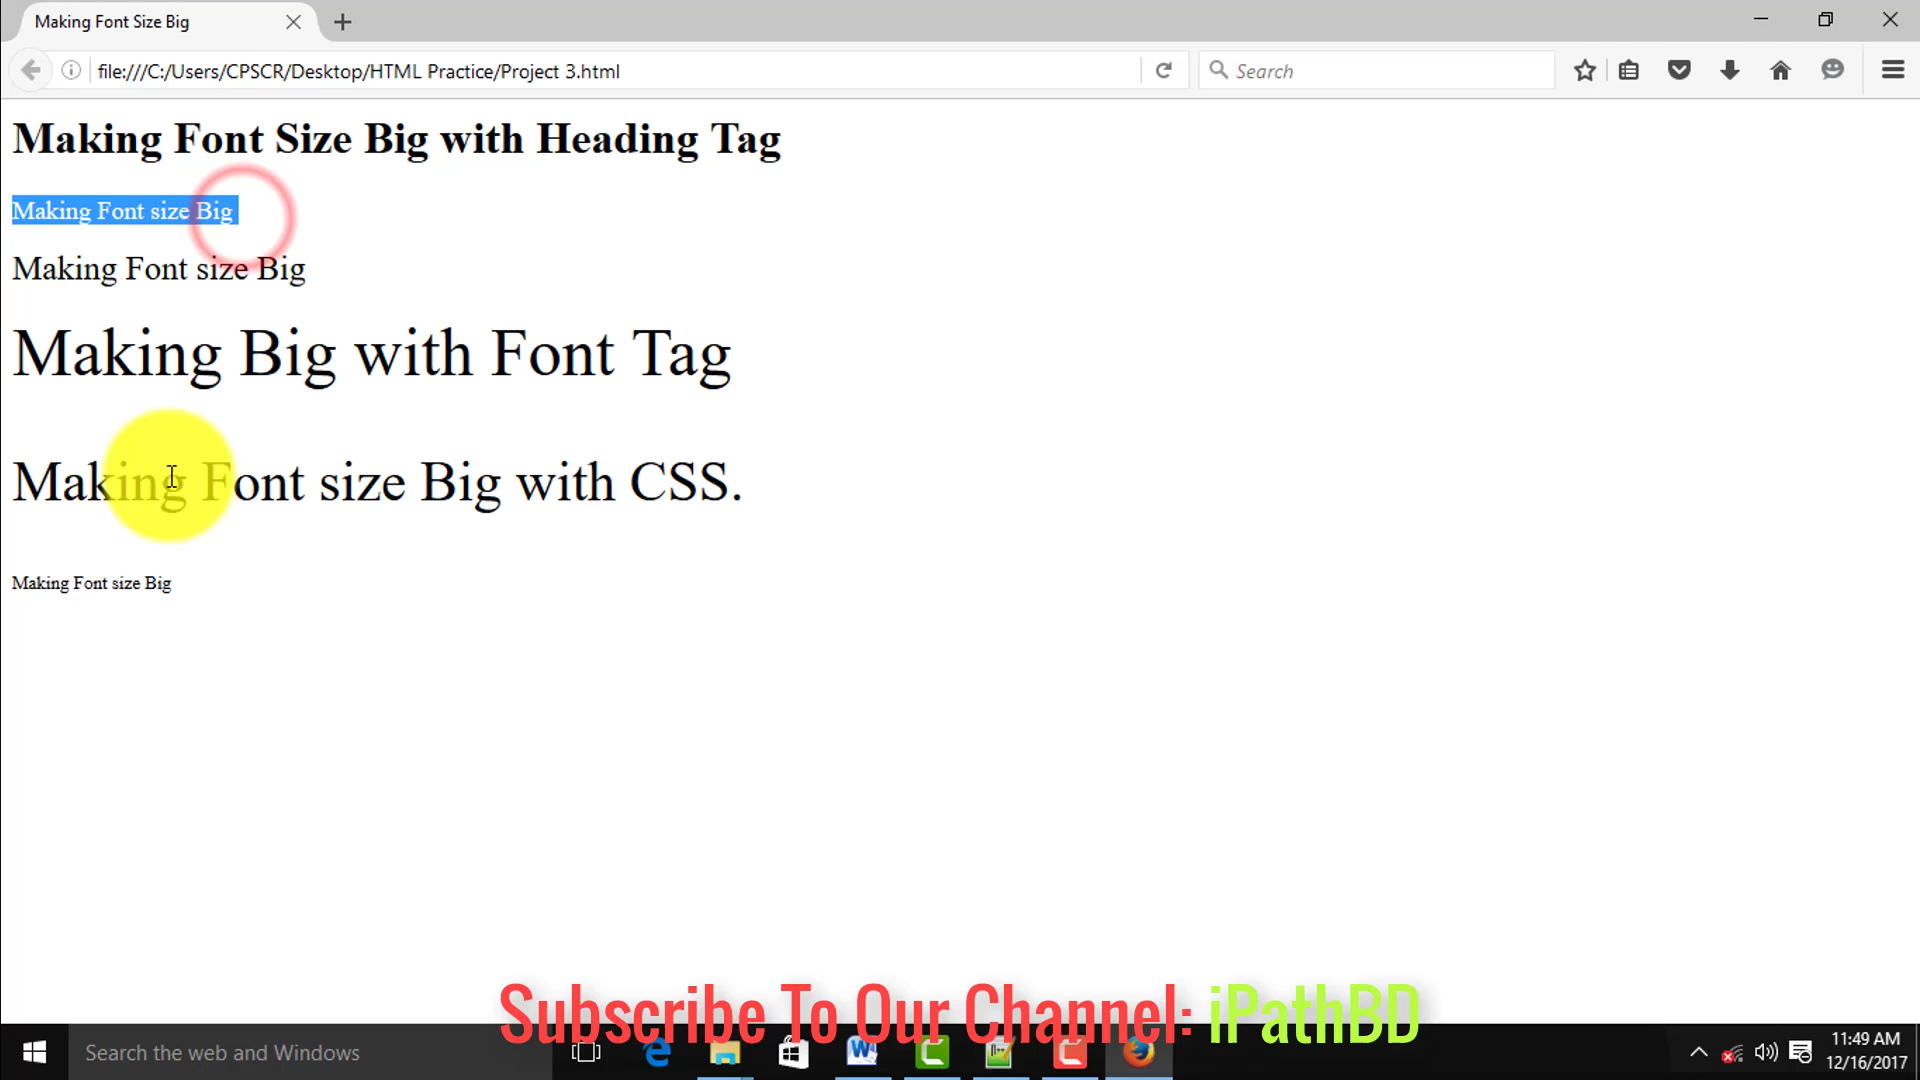 Making Font Size Big
file:///C:/Users/CPSCR/Desktop/HTML Practice/Project 3.html
Search
Making Font Size Big with Heading Tag
Making Font size Big
Making Font size Big
Making Big with Font Tag
Making Font size Big with CSS.
Making Font size Big
Subscribe To Our Channel: iPathBD
Search the web and Windows
11:49 AM
12/16/2017